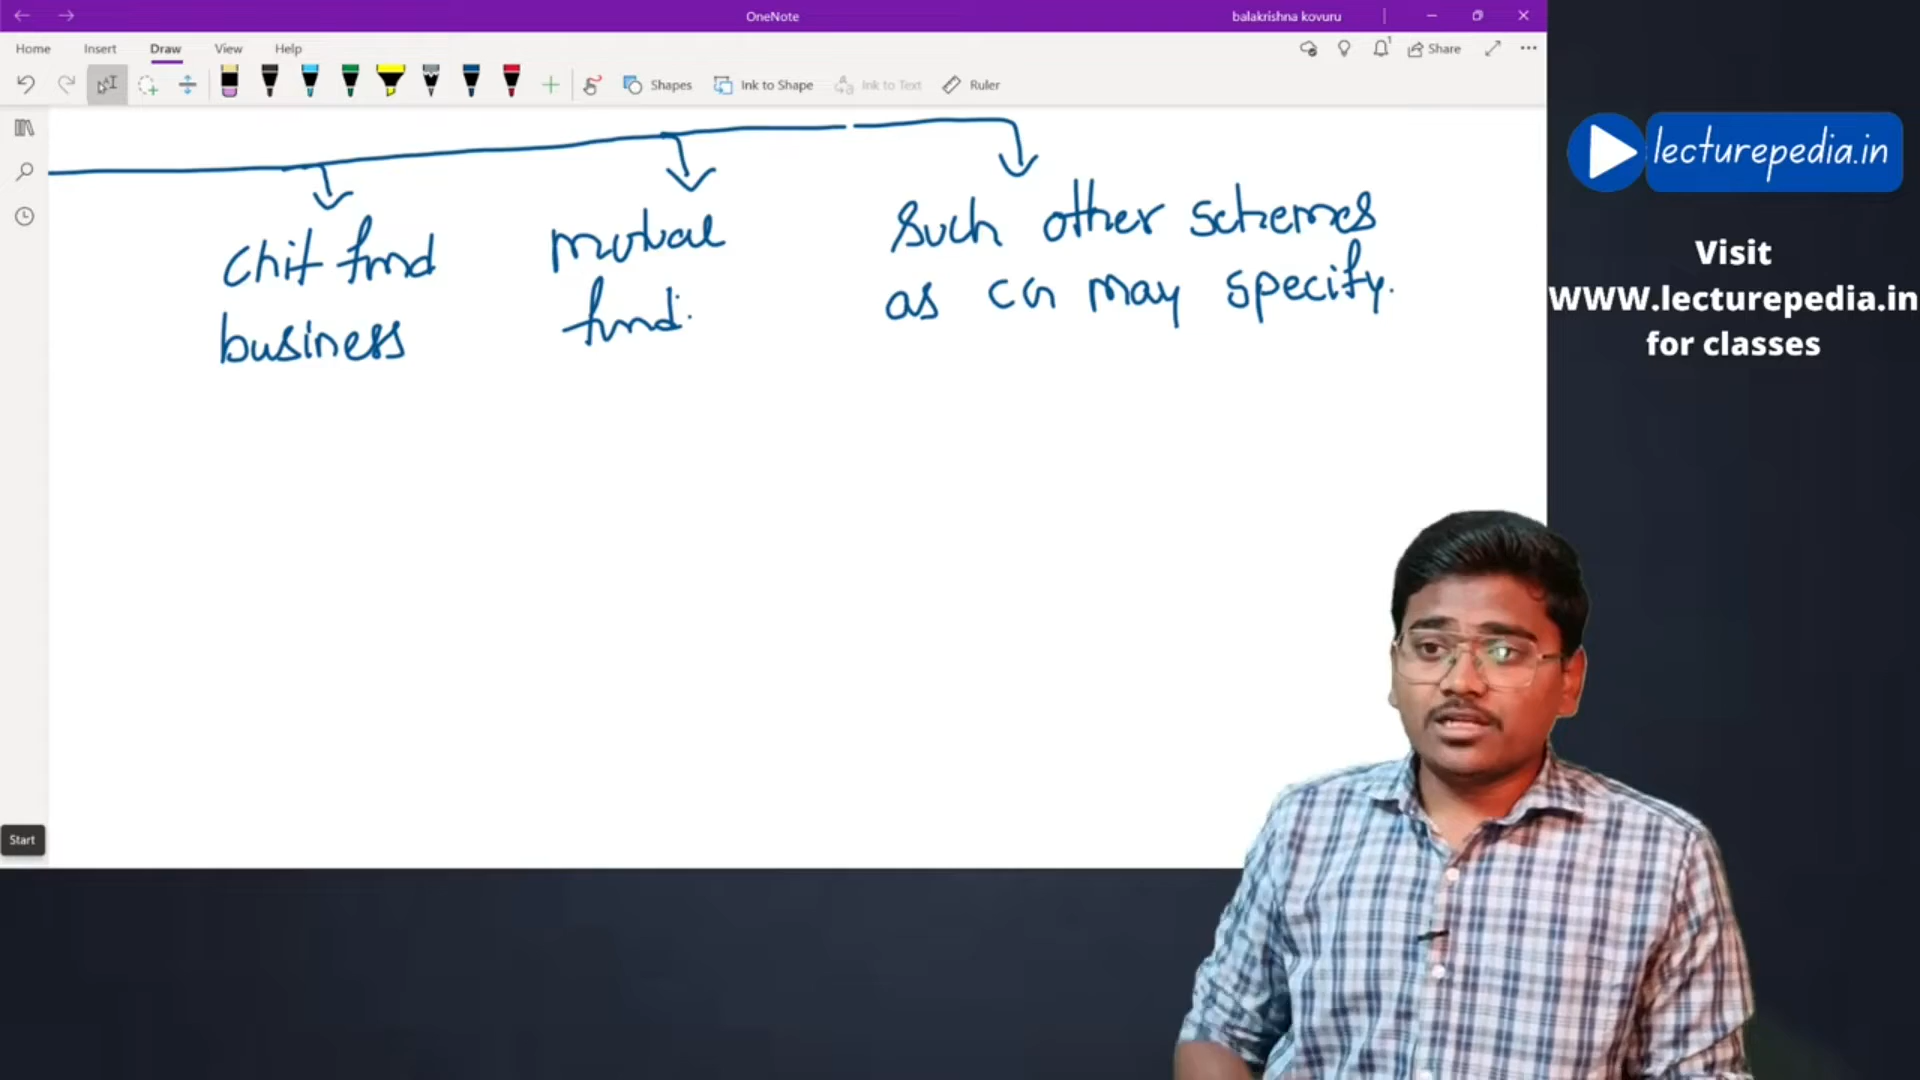 OneNote
balakrishna kovuru
Home Insert Draw View Help
1
Share
Shapes Ink to Shape Ink to Text Ruler
chit fund
business
mutual
fund.
Such other schemes
as CG may specify.
Start
lecturepedia.in
Visit
WWW.lecturepedia.in
for classes